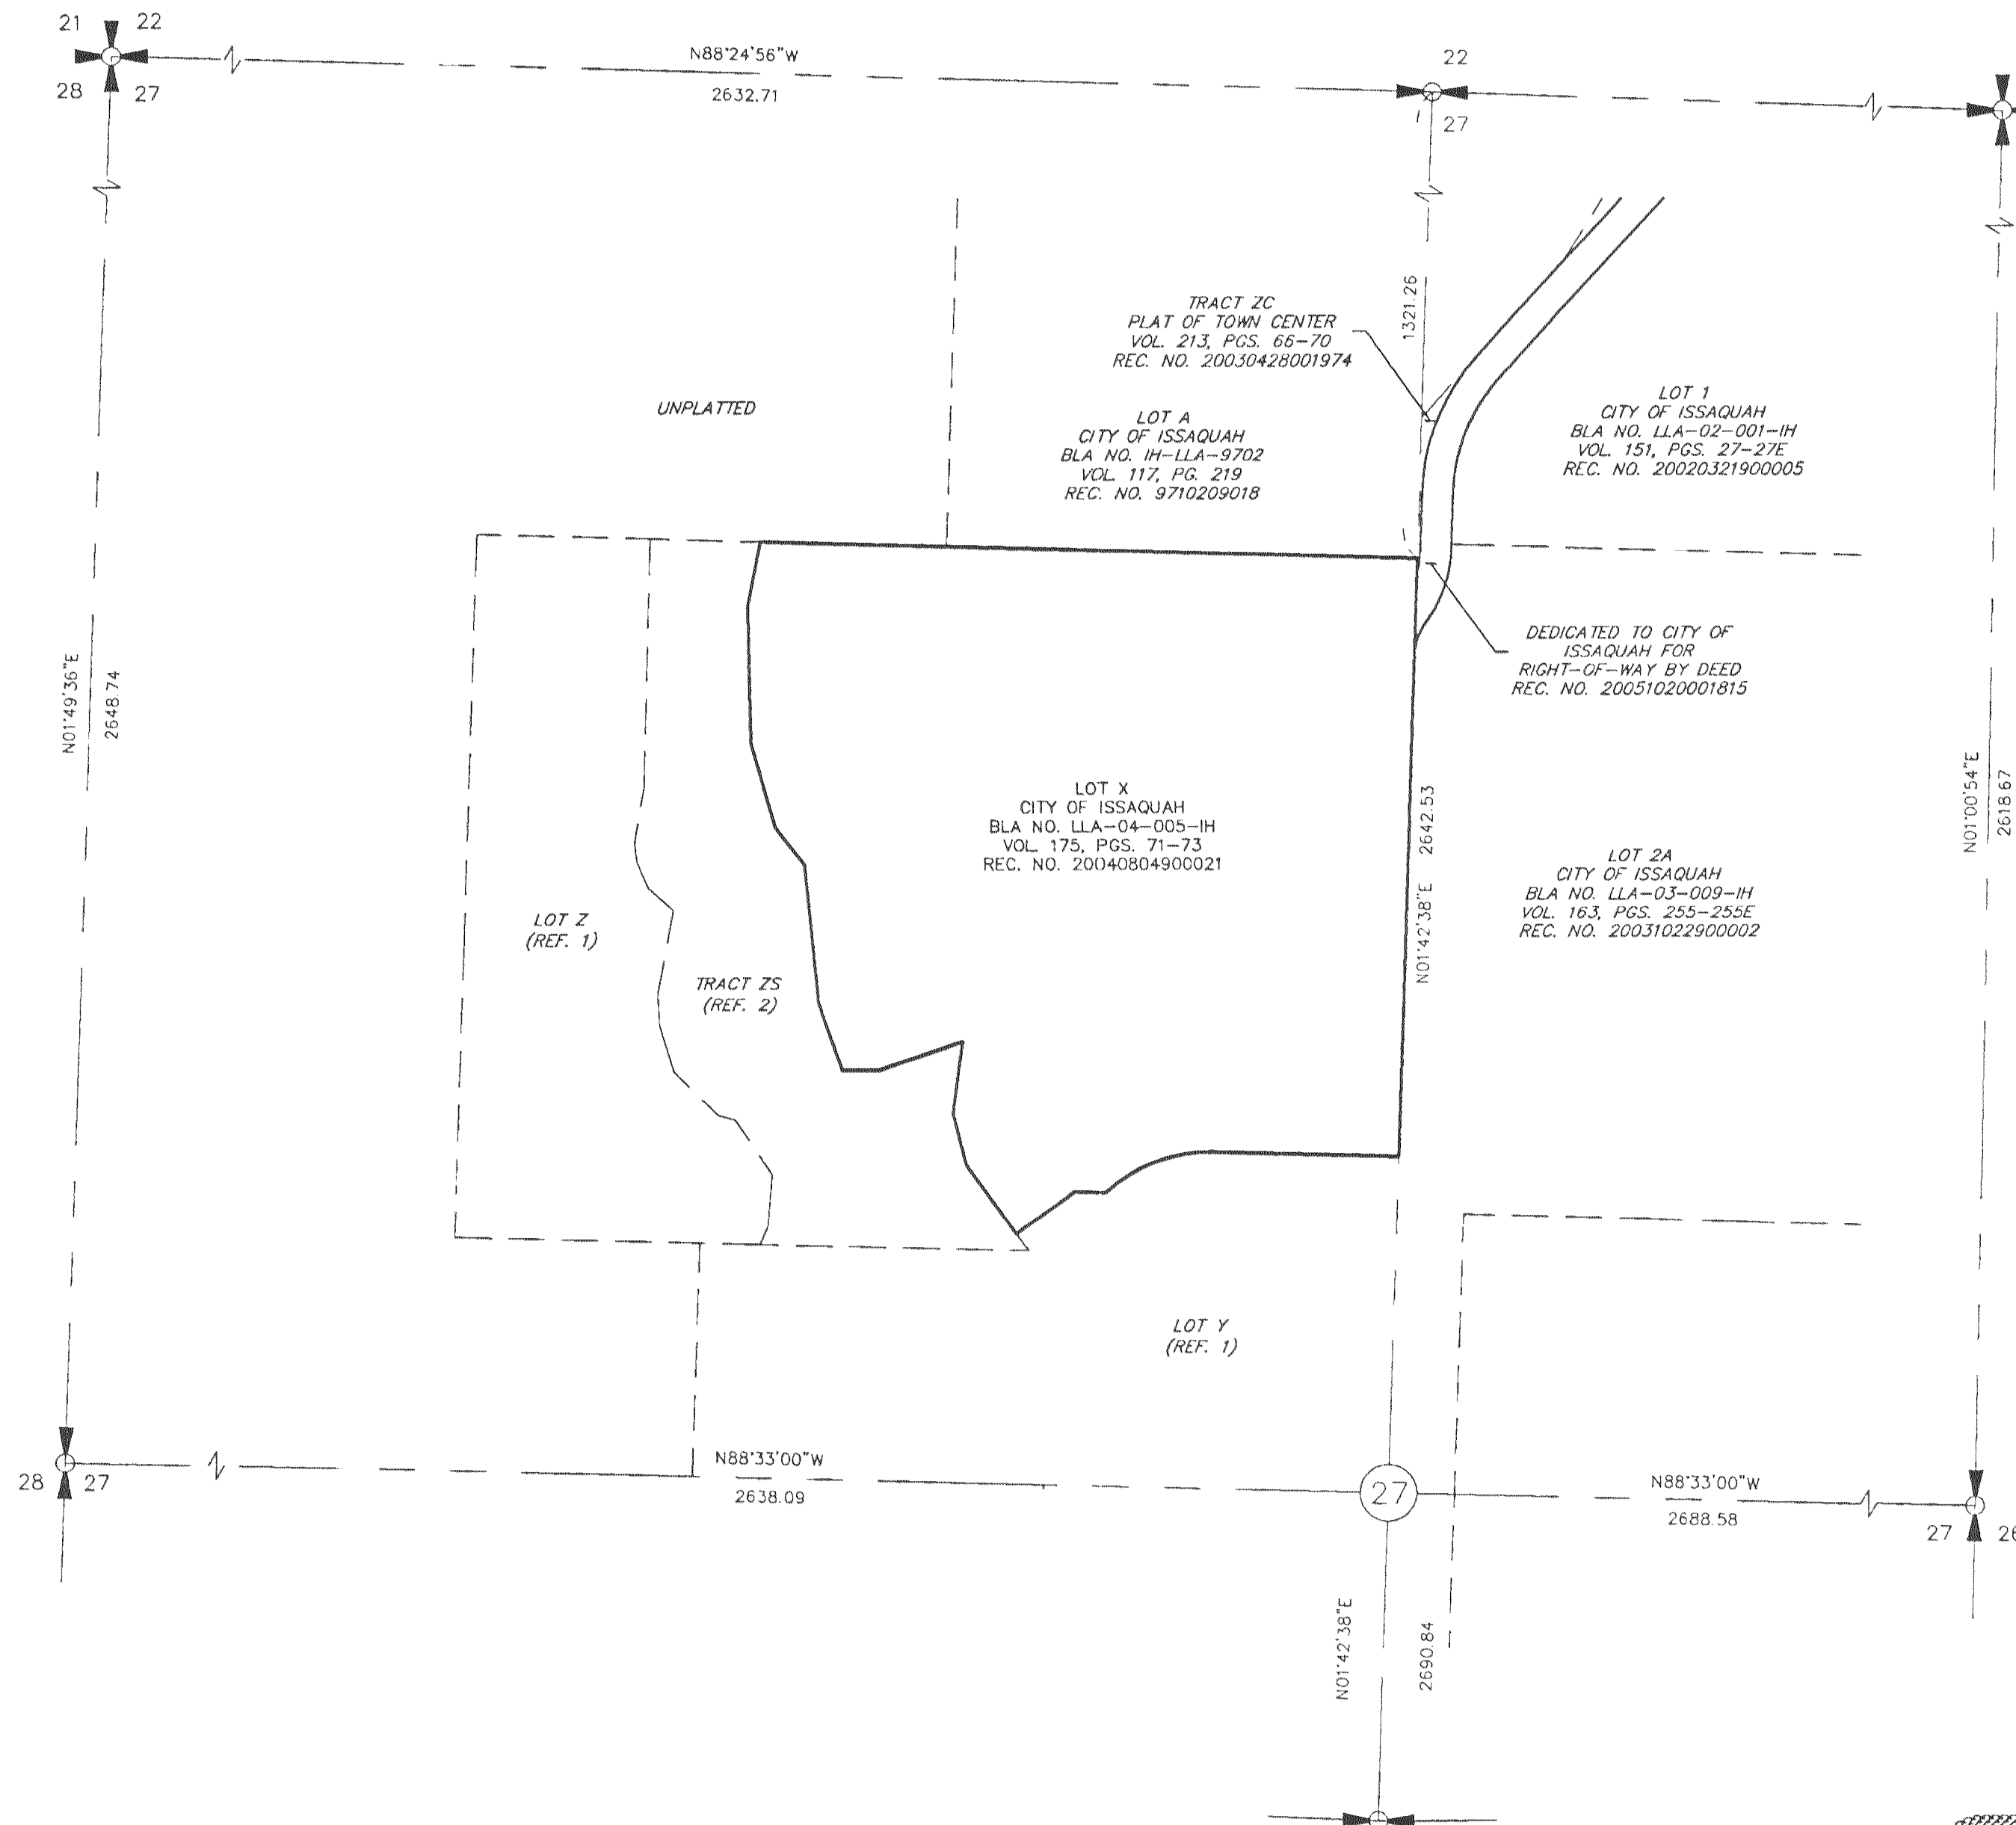 21 22
28 27
N88°24'56"W
2632.71
22
27
1321.26
TRACT ZC
PLAT OF TOWN CENTER
VOL. 213, PGS. 66-70
REC. NO. 20030428001974
UNPLATTED
LOT A
CITY OF ISSAQUAH
BLA NO. IH-LLA-9702
VOL. 117, PG. 219
REC. NO. 9710209018
LOT 1
CITY OF ISSAQUAH
BLA NO. LLA-02-001-IH
VOL. 151, PGS. 27-27E
REC. NO. 20020321900005
DEDICATED TO CITY OF
ISSAQUAH FOR
RIGHT-OF-WAY BY DEED
REC. NO. 20051020001815
N01°49'36"E
2648.74
LOT X
CITY OF ISSAQUAH
BLA NO. LLA-04-005-IH
VOL. 175, PGS. 71-73
REC. NO. 20040804900021
N01°42'38"E 2642.53
N01°00'54"E
2618.67
LOT 2A
CITY OF ISSAQUAH
BLA NO. LLA-03-009-IH
VOL. 163, PGS. 255-255E
REC. NO. 20031022900002
LOT Z
(REF. 1)
TRACT ZS
(REF. 2)
LOT Y
(REF. 1)
28 27
N88°33'00"W
2638.09
27
N88°33'00"W
2688.58
27 26
N01°42'38"E
2690.84